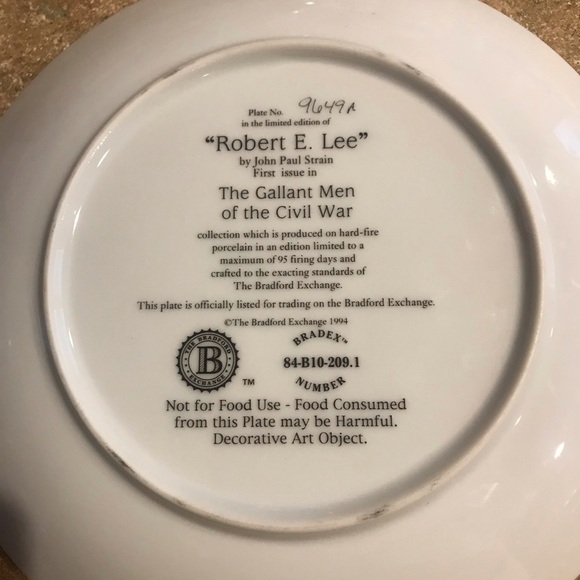 Plate No. 9649A
in the limited edition of
“Robert E. Lee”
by John Paul Strain
First issue in
The Gallant Men
of the Civil War
collection which is produced on hard-fire
porcelain in an edition limited to a
maximum of 95 firing days and
crafted to the exacting standards of
The Bradford Exchange.
This plate is officially listed for trading on the Bradford Exchange.
©The Bradford Exchange 1994
THE BRADFORD
B
EXCHANGE
TM
BRADEX™
84-B10-209.1
NUMBER
Not for Food Use - Food Consumed
from this Plate may be Harmful.
Decorative Art Object.